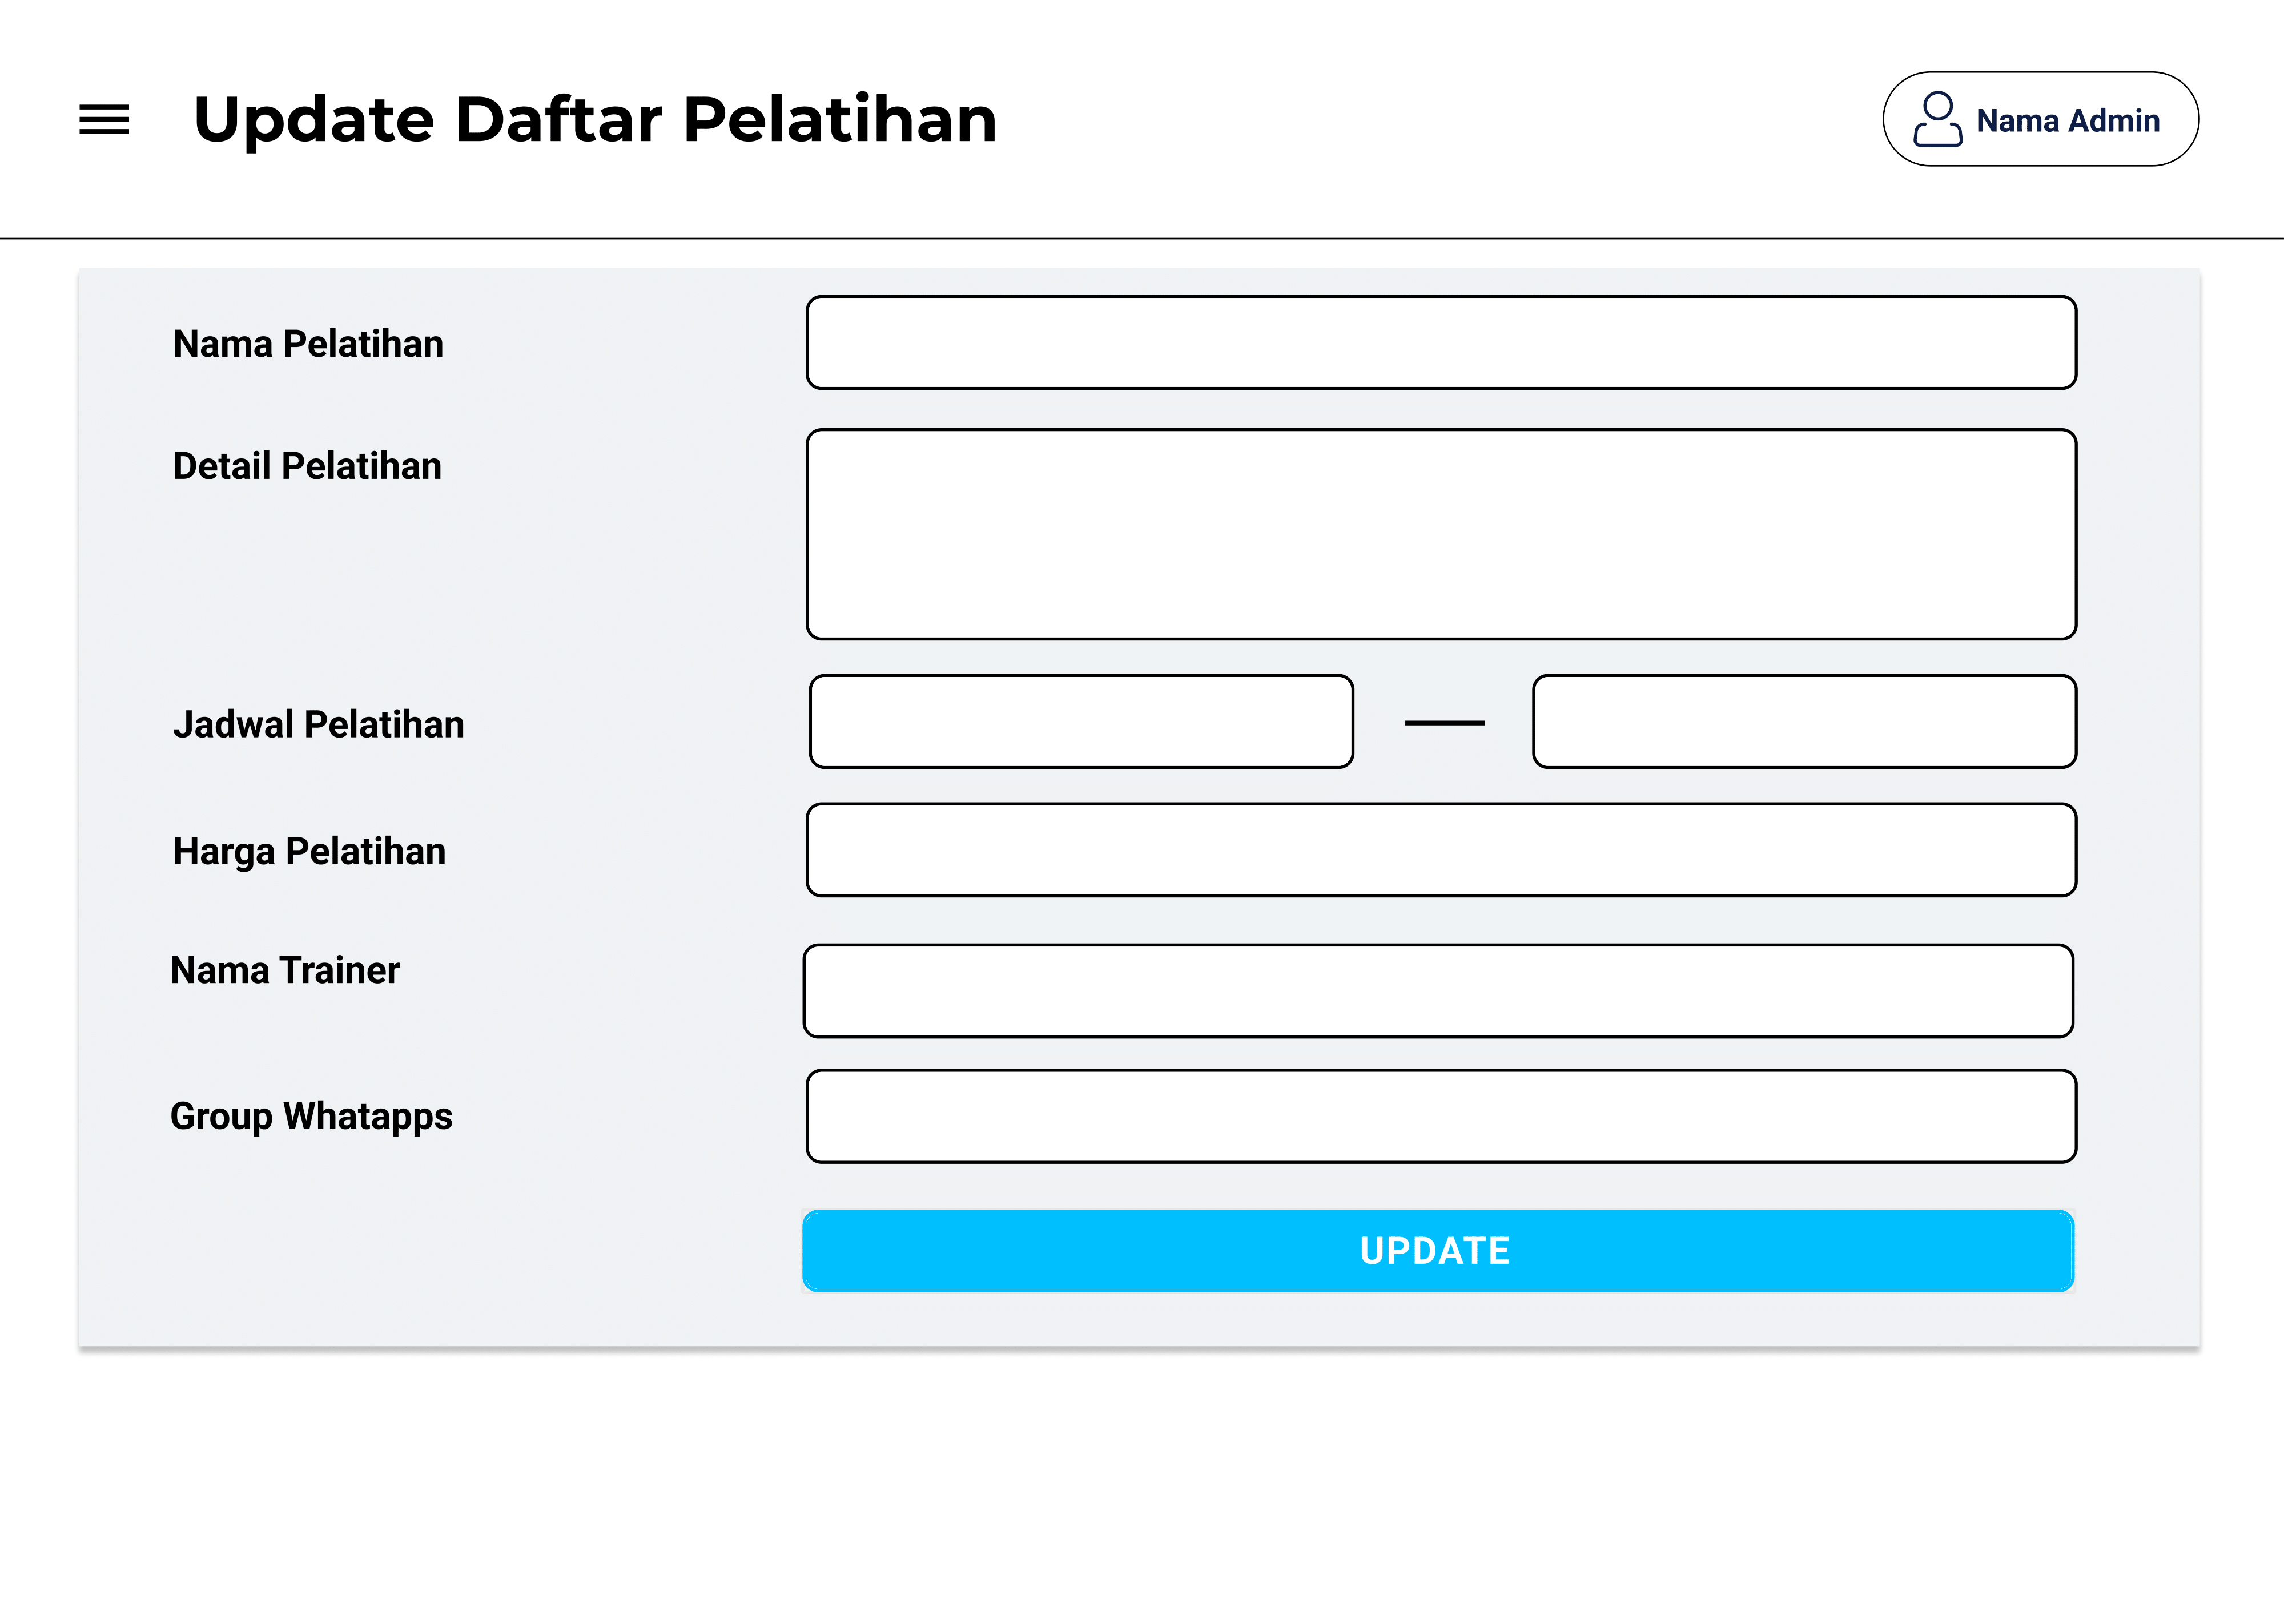 Update Daftar Pelatihan
Nama Admin
Nama Pelatihan
Detail Pelatihan
Jadwal Pelatihan
Harga Pelatihan
Nama Trainer
Group Whatapps
UPDATE